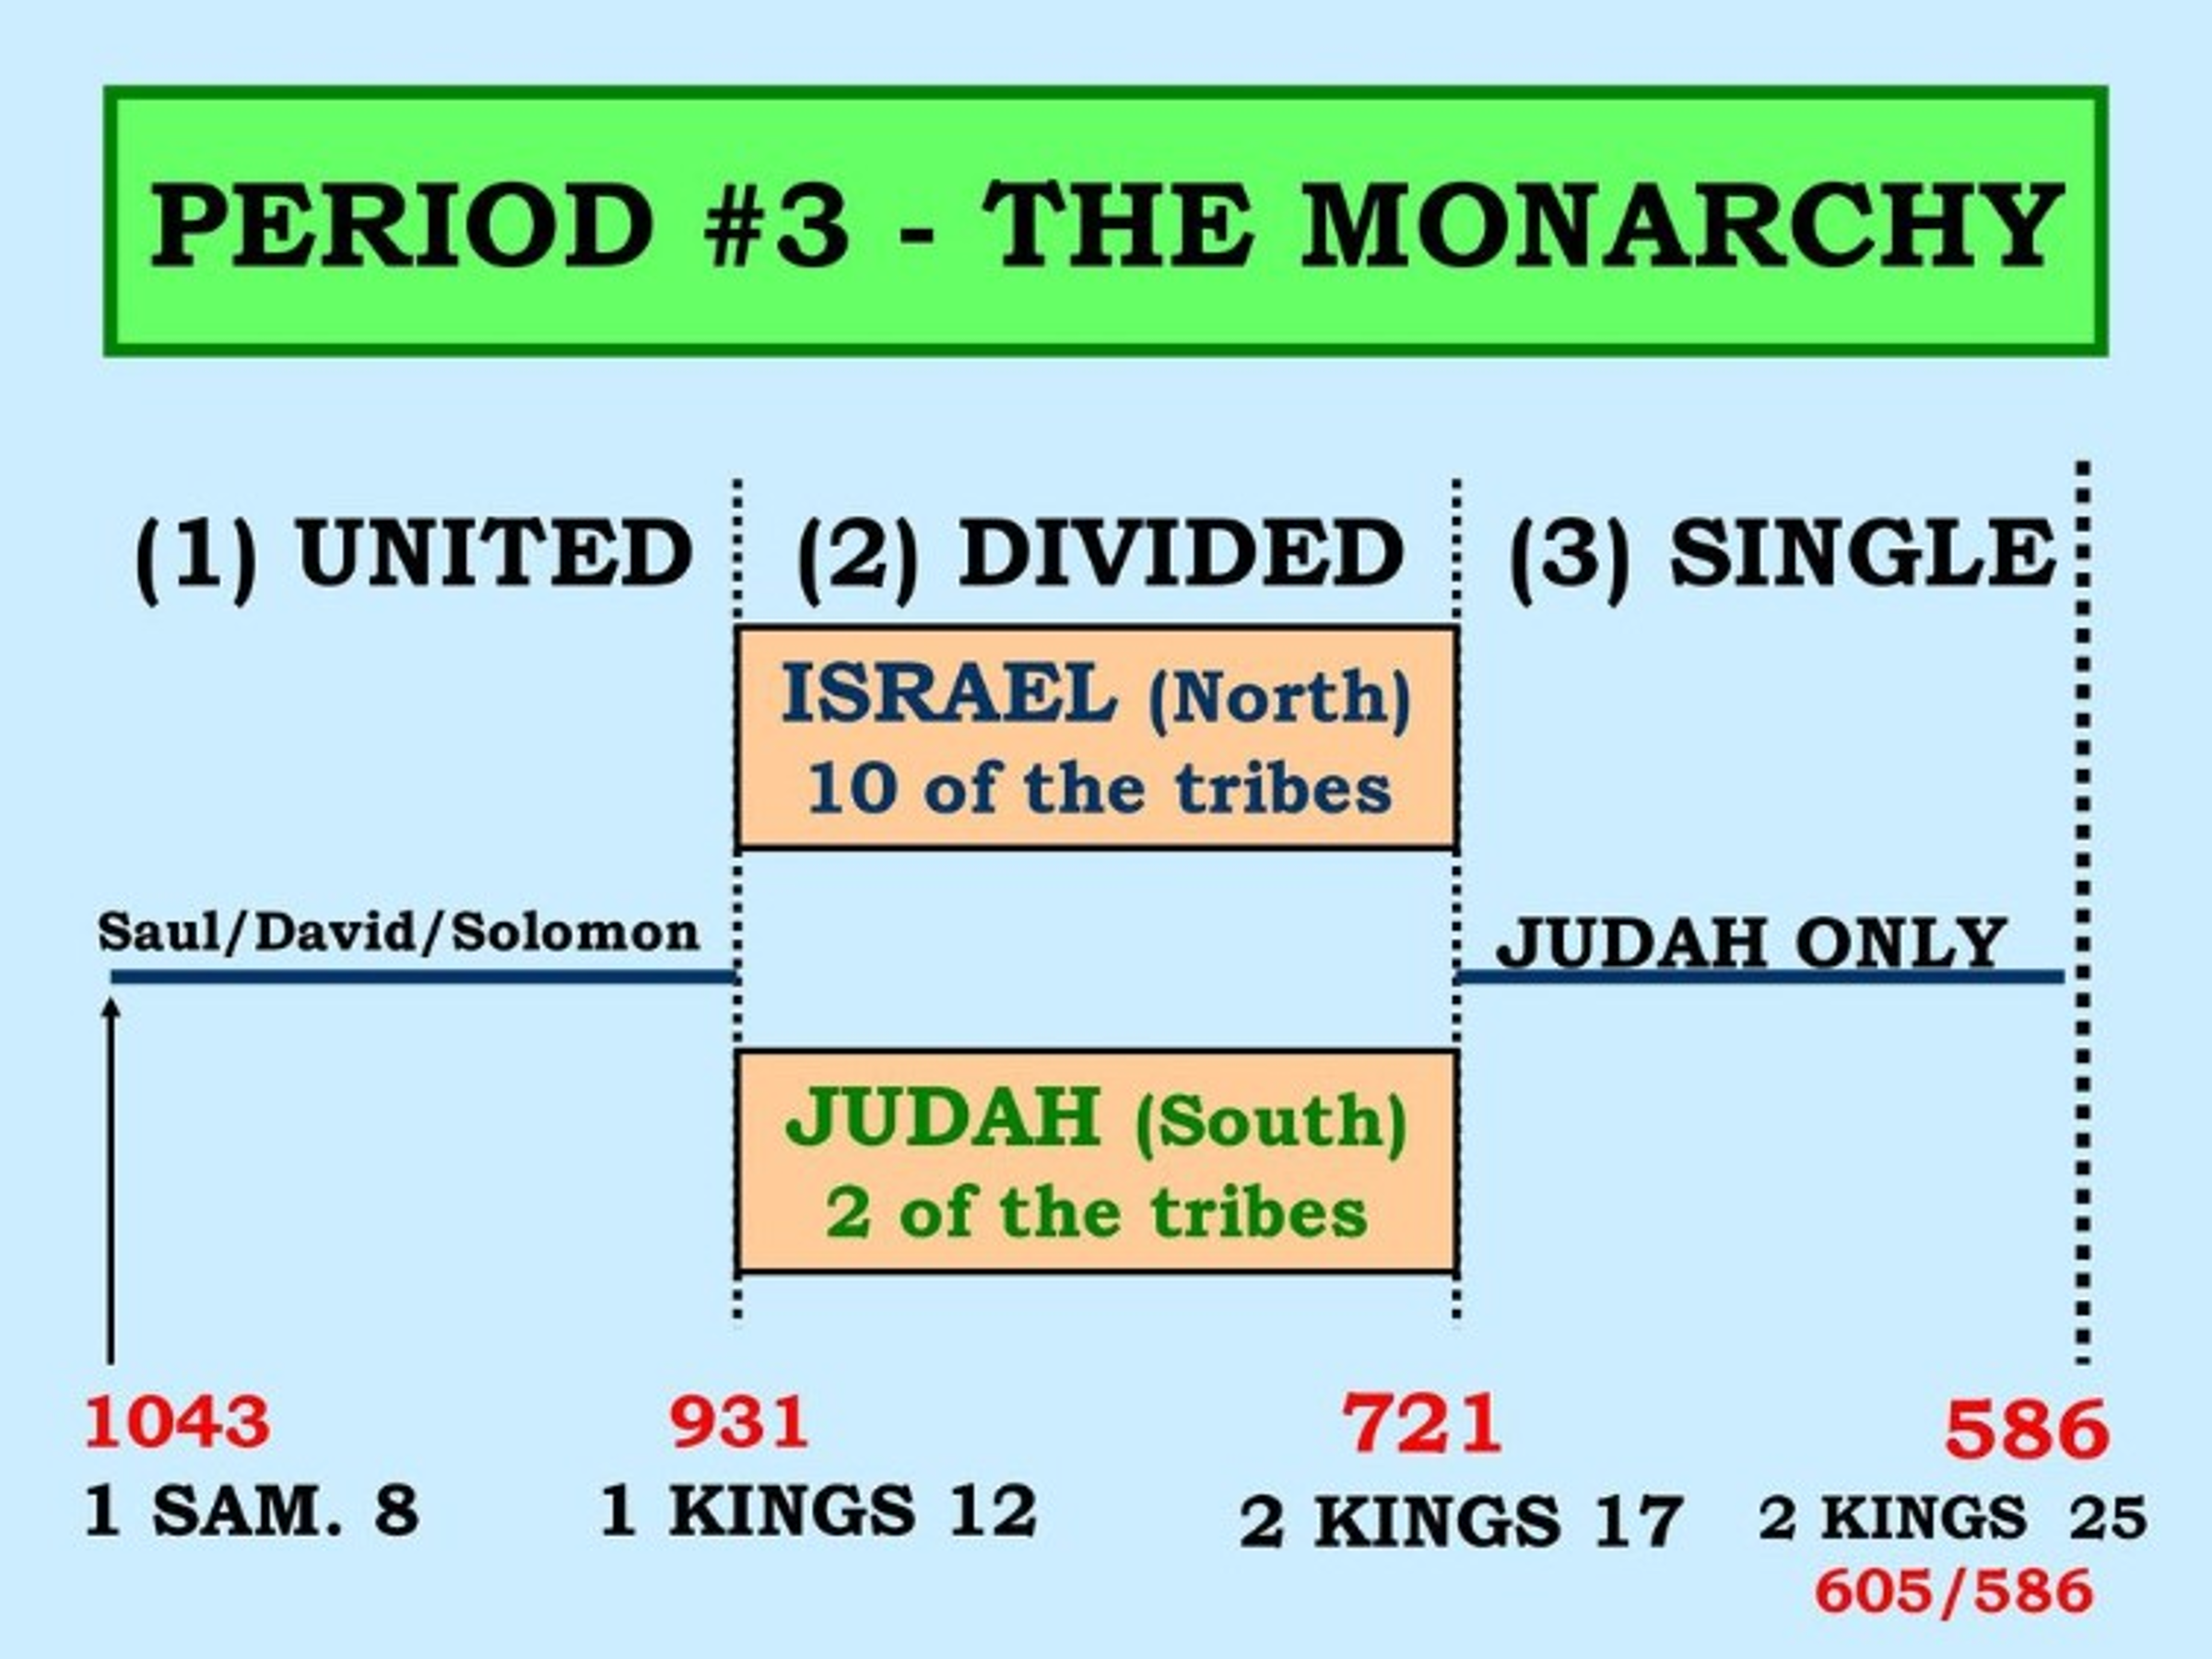 PERIOD #3 - THE MONARCHY
(1) UNITED
(2) DIVIDED
(3) SINGLE
ISRAEL (North)
10 of the tribes
Saul/David/Solomon
JUDAH ONLY
JUDAH (South)
2 of the tribes
1043
931
721
586
1 SAM. 8
1 KINGS 12
2 KINGS 17
2 KINGS 25
605/586